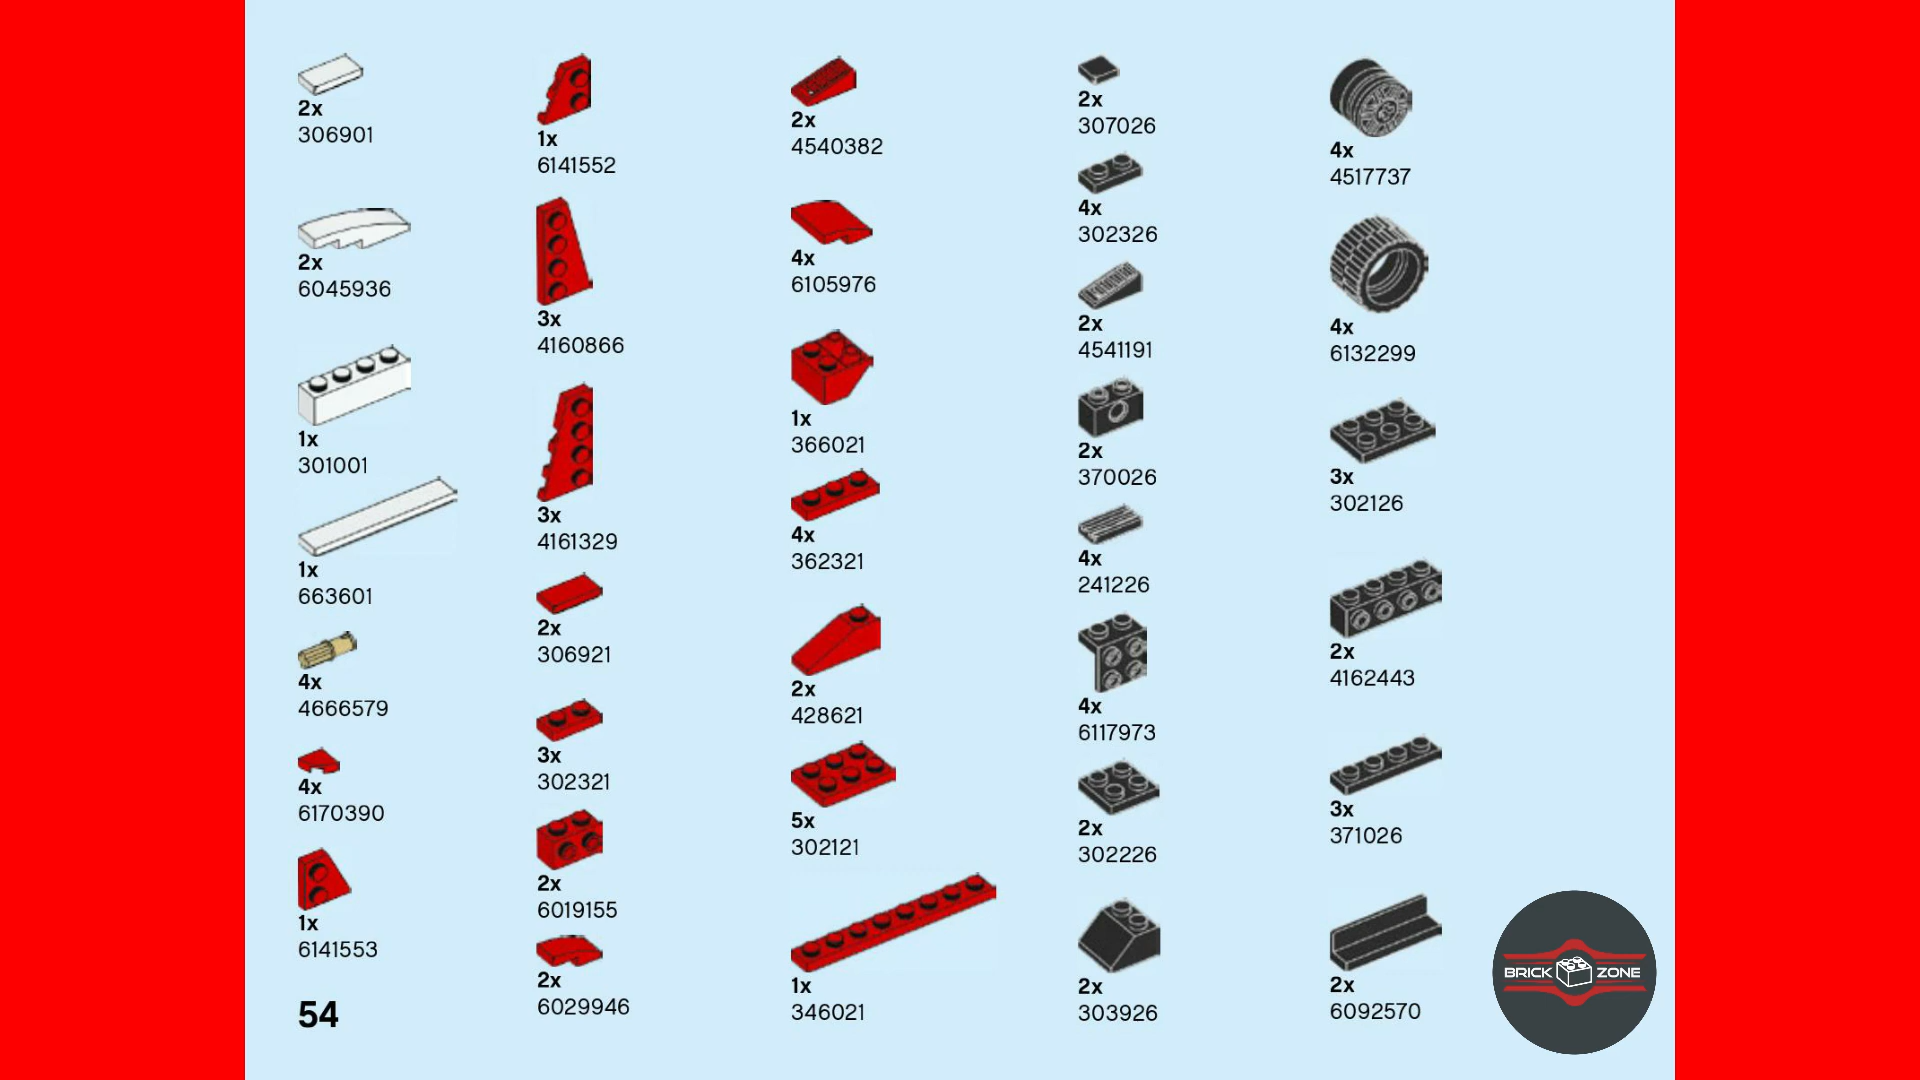 2x
306901
2x
6045936
1x
301001
1x
663601
4x
4666579
4x
6170390
1x
6141553
54
1x
6141552
3x
4160866
3x
4161329
2x
306921
3x
302321
2x
6019155
2x
6029946
2x
4540382
4x
6105976
1x
366021
4x
362321
2x
428621
5x
302121
1x
346021
2x
307026
4x
302326
2x
4541191
2x
370026
4x
241226
4x
6117973
2x
302226
2x
303926
4x
4517737
4x
6132299
3x
302126
2x
4162443
3x
371026
2x
6092570
BRICK ZONE